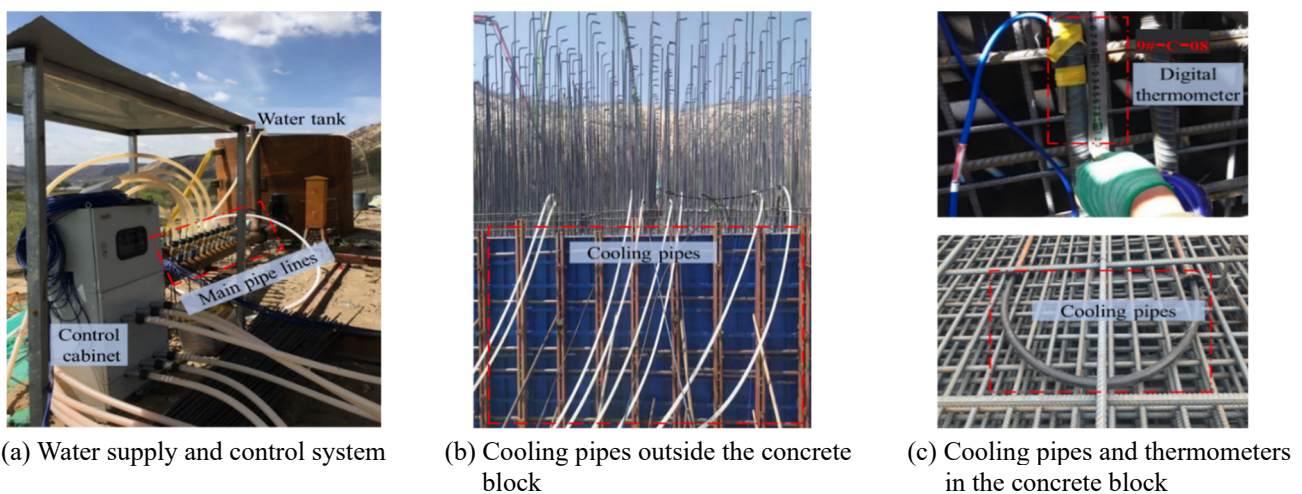 Water tank
Main pipe lines
Control
cabinet
Cooling pipes
9#-C-08
Digital
thermometer
Cooling pipes
(a) Water supply and control system
(b) Cooling pipes outside the concrete
block
(c) Cooling pipes and thermometers
in the concrete block